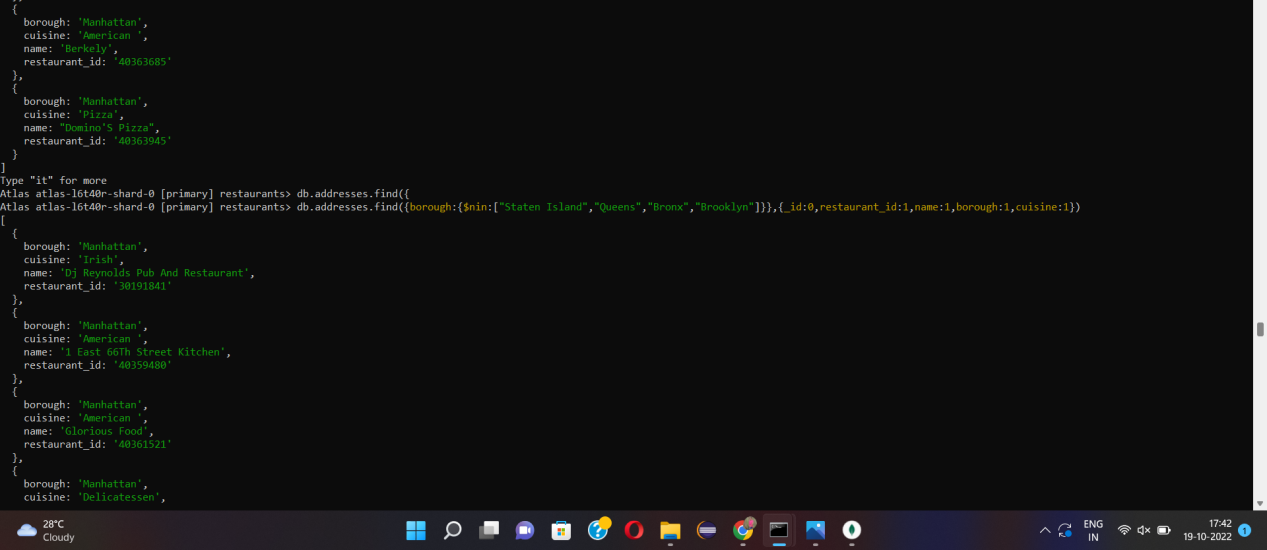 {
borough: 'Manhattan',
cuisine: 'American ',
name: 'Berkely',
restaurant_id: '40363685'
},
{
borough: 'Manhattan',
cuisine: 'Pizza',
name: "Domino'S Pizza",
restaurant_id: '40363945'
}
]
Type "it" for more
Atlas atlas-l6t40r-shard-0 [primary] restaurants> db.addresses.find({
Atlas atlas-l6t40r-shard-0 [primary] restaurants> db.addresses.find({borough:{$nin:["Staten Island","Queens","Bronx","Brooklyn"]}},{_id:0,restaurant_id:1,name:1,borough:1,cuisine:1})
[
{
borough: 'Manhattan',
cuisine: 'Irish',
name: 'Dj Reynolds Pub And Restaurant',
restaurant_id: '30191841'
},
{
borough: 'Manhattan',
cuisine: 'American ',
name: '1 East 66Th Street Kitchen',
restaurant_id: '40359480'
},
{
borough: 'Manhattan',
cuisine: 'American ',
name: 'Glorious Food',
restaurant_id: '40361521'
},
{
borough: 'Manhattan',
cuisine: 'Delicatessen',
28°C
Cloudy
ENG
IN
17:42
19-10-2022
1